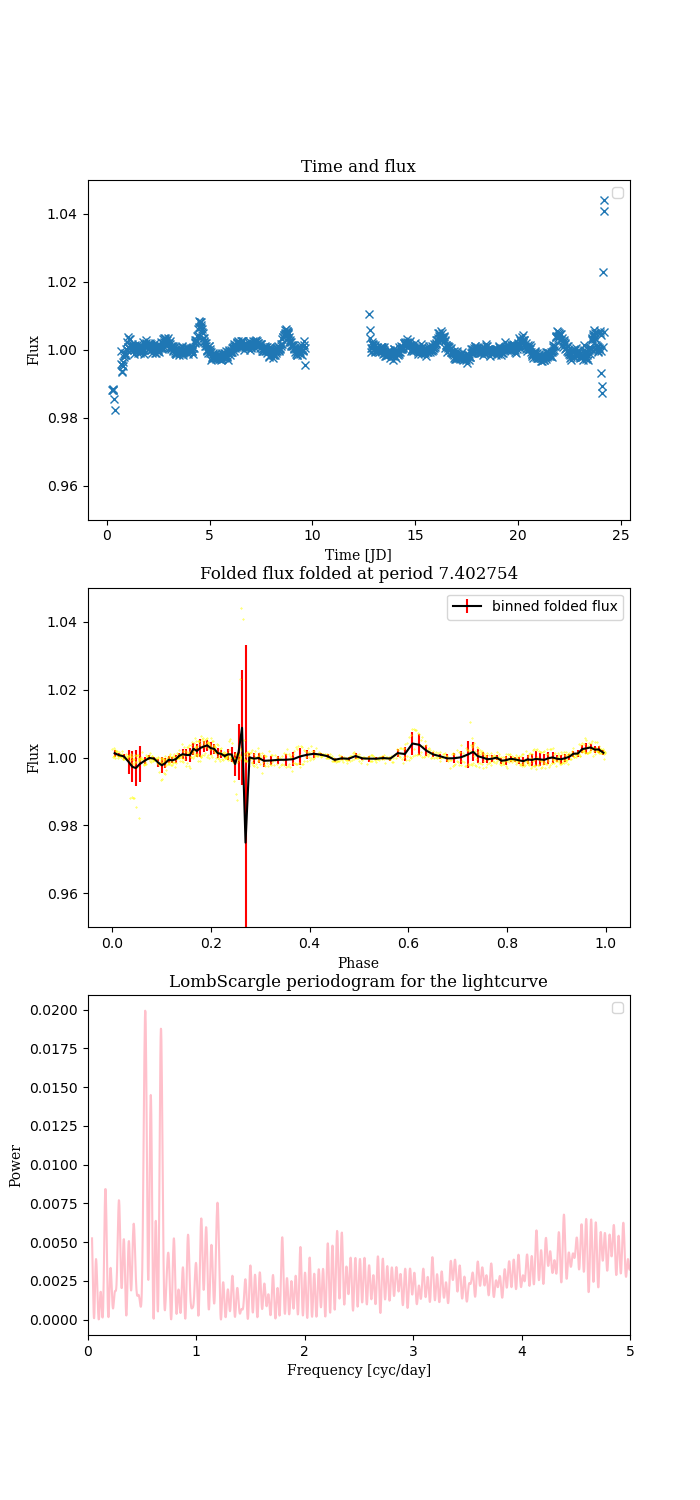 Time and flux
1.04
1.02
1.00
0.98
0.96
Flux
0 5 10 15 20 25
Time [JD]
Folded flux folded at period 7.402754
binned folded flux
1.04
1.02
1.00
0.98
0.96
Flux
0.0 0.2 0.4 0.6 0.8 1.0
Phase
LombScargle periodogram for the lightcurve
0.0200
0.0175
0.0150
0.0125
0.0100
0.0075
0.0050
0.0025
0.0000
Power
0 1 2 3 4 5
Frequency [cyc/day]